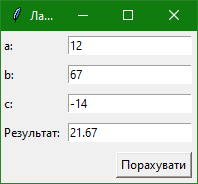 Ла...
a: 12
b: 67
c: -14
Результат: 21.67
Порахувати